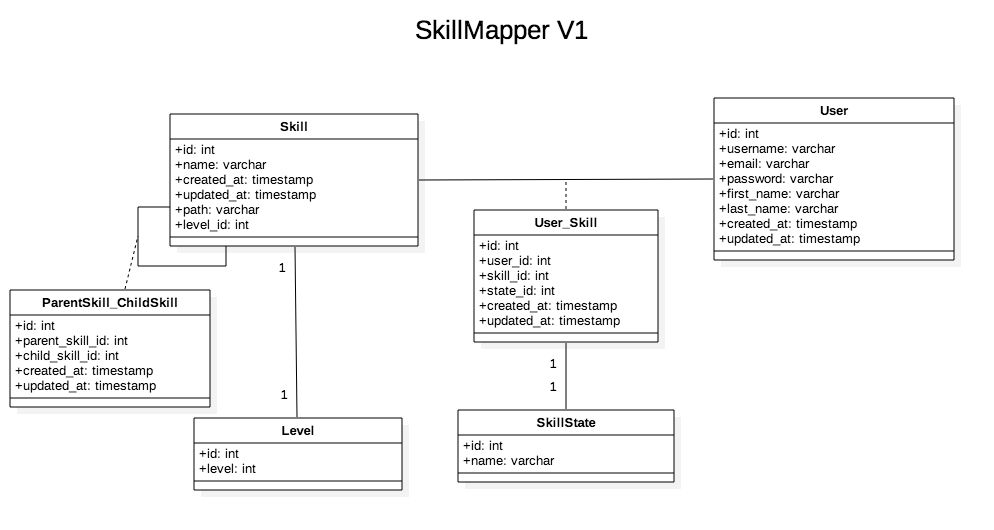 SkillMapper V1
Skill
+id: int
+name: varchar
+created_at: timestamp
+updated_at: timestamp
+path: varchar
+level_id: int
User
+id: int
+username: varchar
+email: varchar
+password: varchar
+first_name: varchar
+last_name: varchar
+created_at: timestamp
+updated_at: timestamp
User_Skill
+id: int
+user_id: int
+skill_id: int
+state_id: int
+created_at: timestamp
+updated_at: timestamp
ParentSkill_ChildSkill
+id: int
+parent_skill_id: int
+child_skill_id: int
+created_at: timestamp
+updated_at: timestamp
1
1
Level
+id: int
+level: int
1
1
SkillState
+id: int
+name: varchar